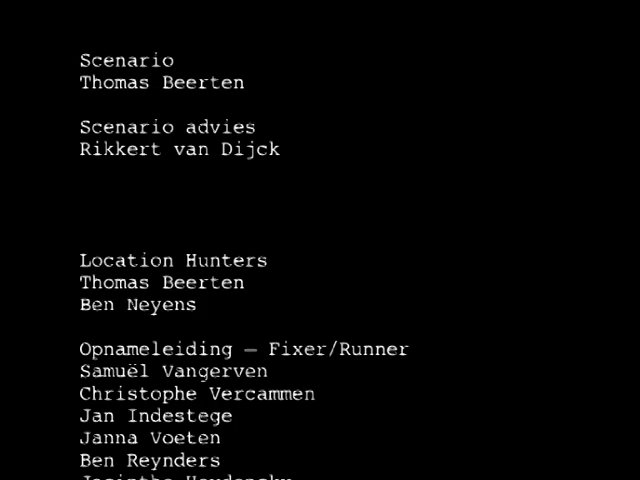 Scenario
Thomas Beerten
Scenario advies
Rikkert van Dijck
Location Hunters
Thomas Beerten
Ben Neyens
Opnameleiding – Fixer/Runner
Samuël Vangerven
Christophe Vercammen
Jan Indestege
Janna Voeten
Ben Reynders